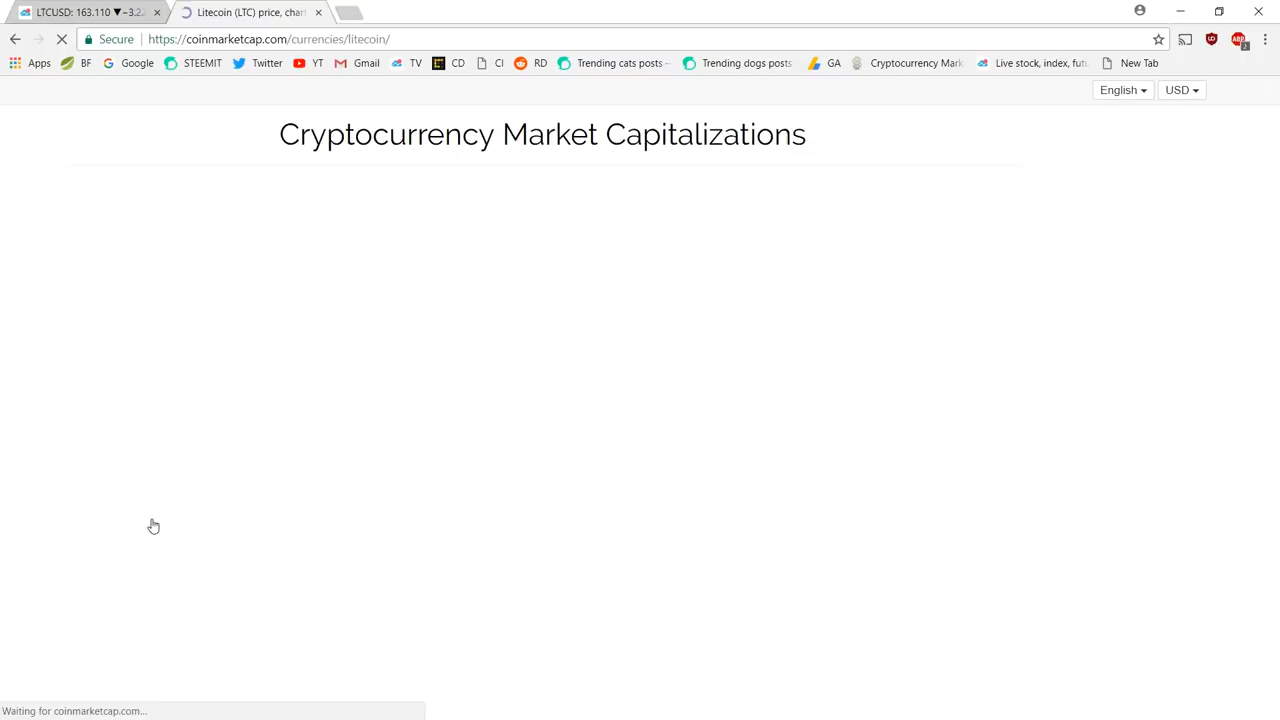 LTCUSD: 163.110 ▼−3.22
Litecoin (LTC) price, char
Secure
https://coinmarketcap.com/currencies/litecoin/
Apps BF Google STEEMIT Twitter YT Gmail TV CD CI RD Trending cats posts – Trending dogs posts GA Cryptocurrency Mark Live stock, index, futu New Tab
English USD
Cryptocurrency Market Capitalizations
Waiting for coinmarketcap.com...